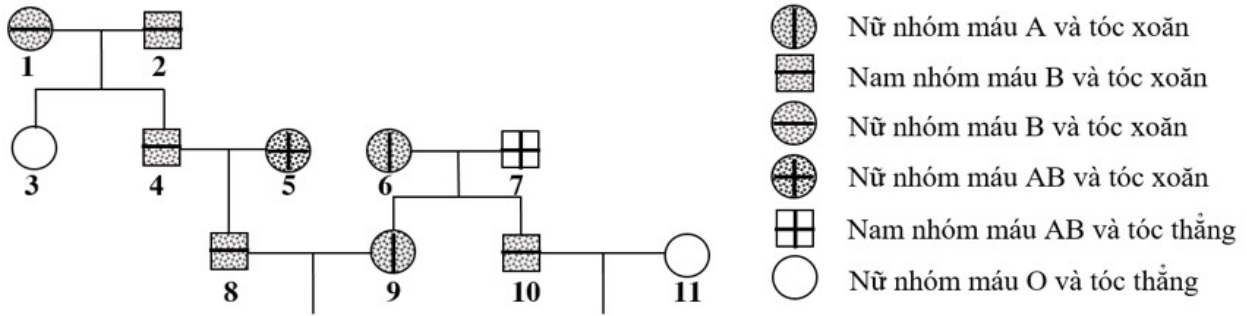 1 2
3 4 5 6 7
8 9 10 11
Nữ nhóm máu A và tóc xoăn
Nam nhóm máu B và tóc xoăn
Nữ nhóm máu B và tóc xoăn
Nữ nhóm máu AB và tóc xoăn
Nam nhóm máu AB và tóc thẳng
Nữ nhóm máu O và tóc thẳng